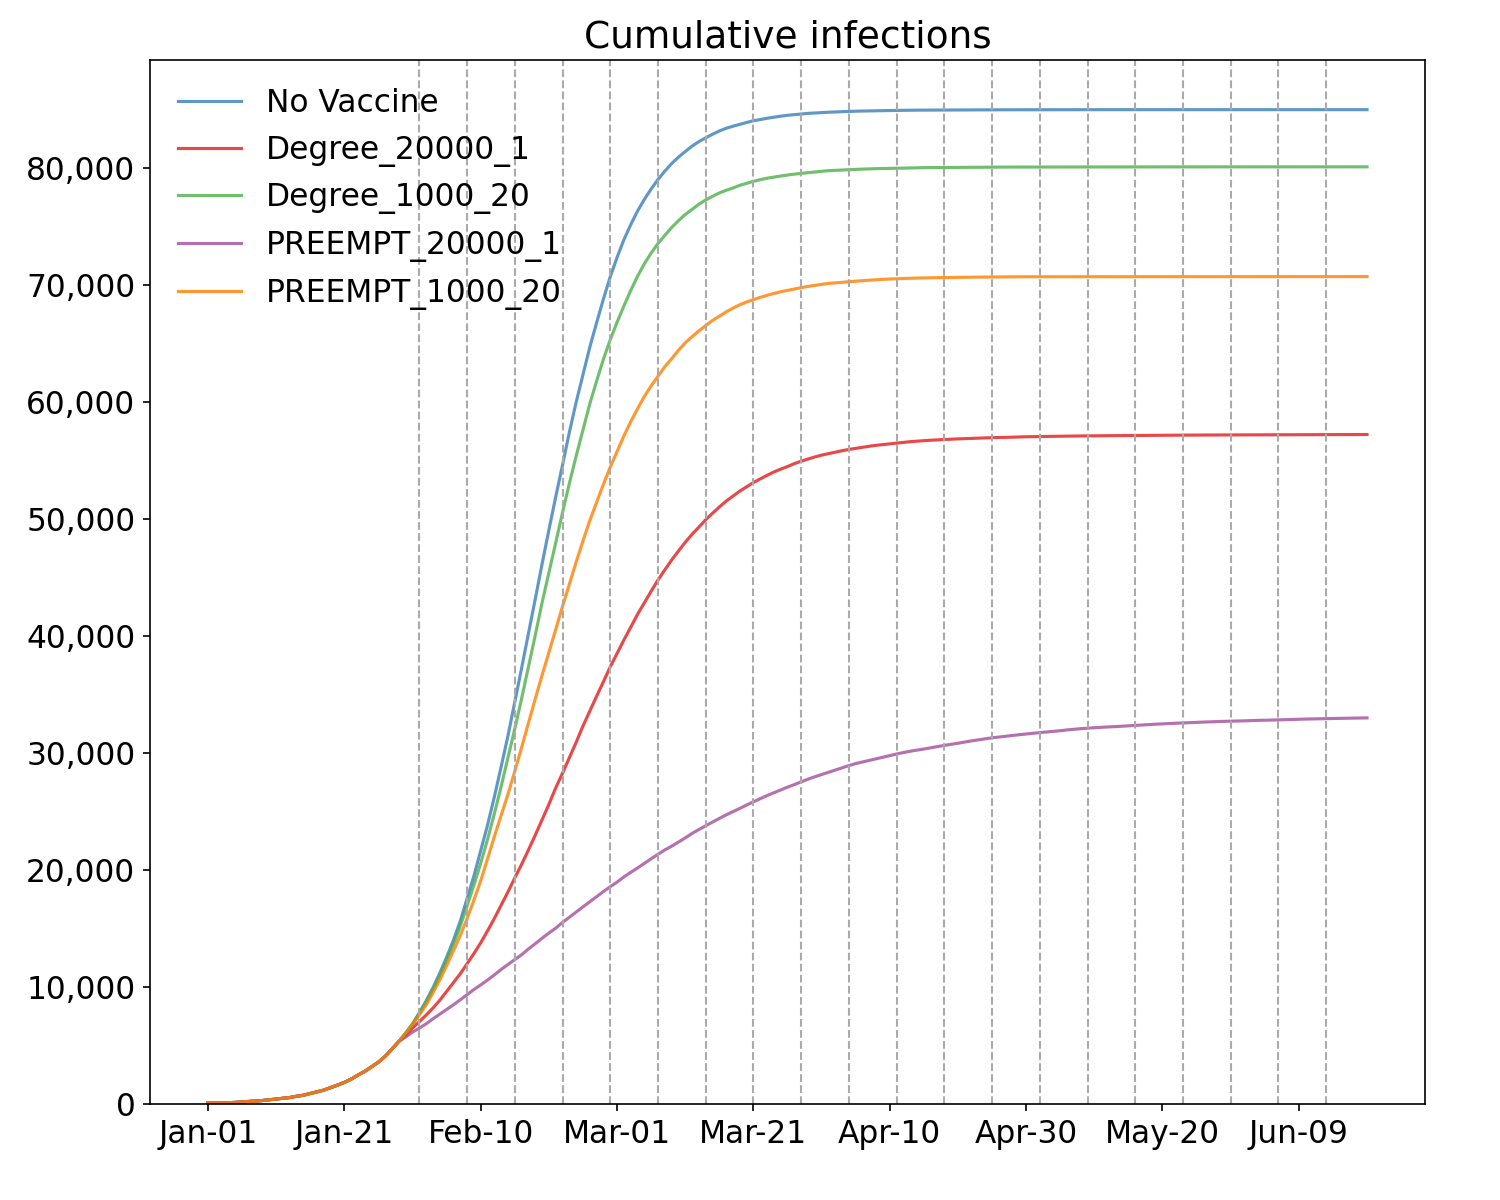 Cumulative infections
No Vaccine
Degree_20000_1
Degree_1000_20
PREEMPT_20000_1
PREEMPT_1000_20
80,000
70,000
60,000
50,000
40,000
30,000
20,000
10,000
0
Jan-01 Jan-21 Feb-10 Mar-01 Mar-21 Apr-10 Apr-30 May-20 Jun-09